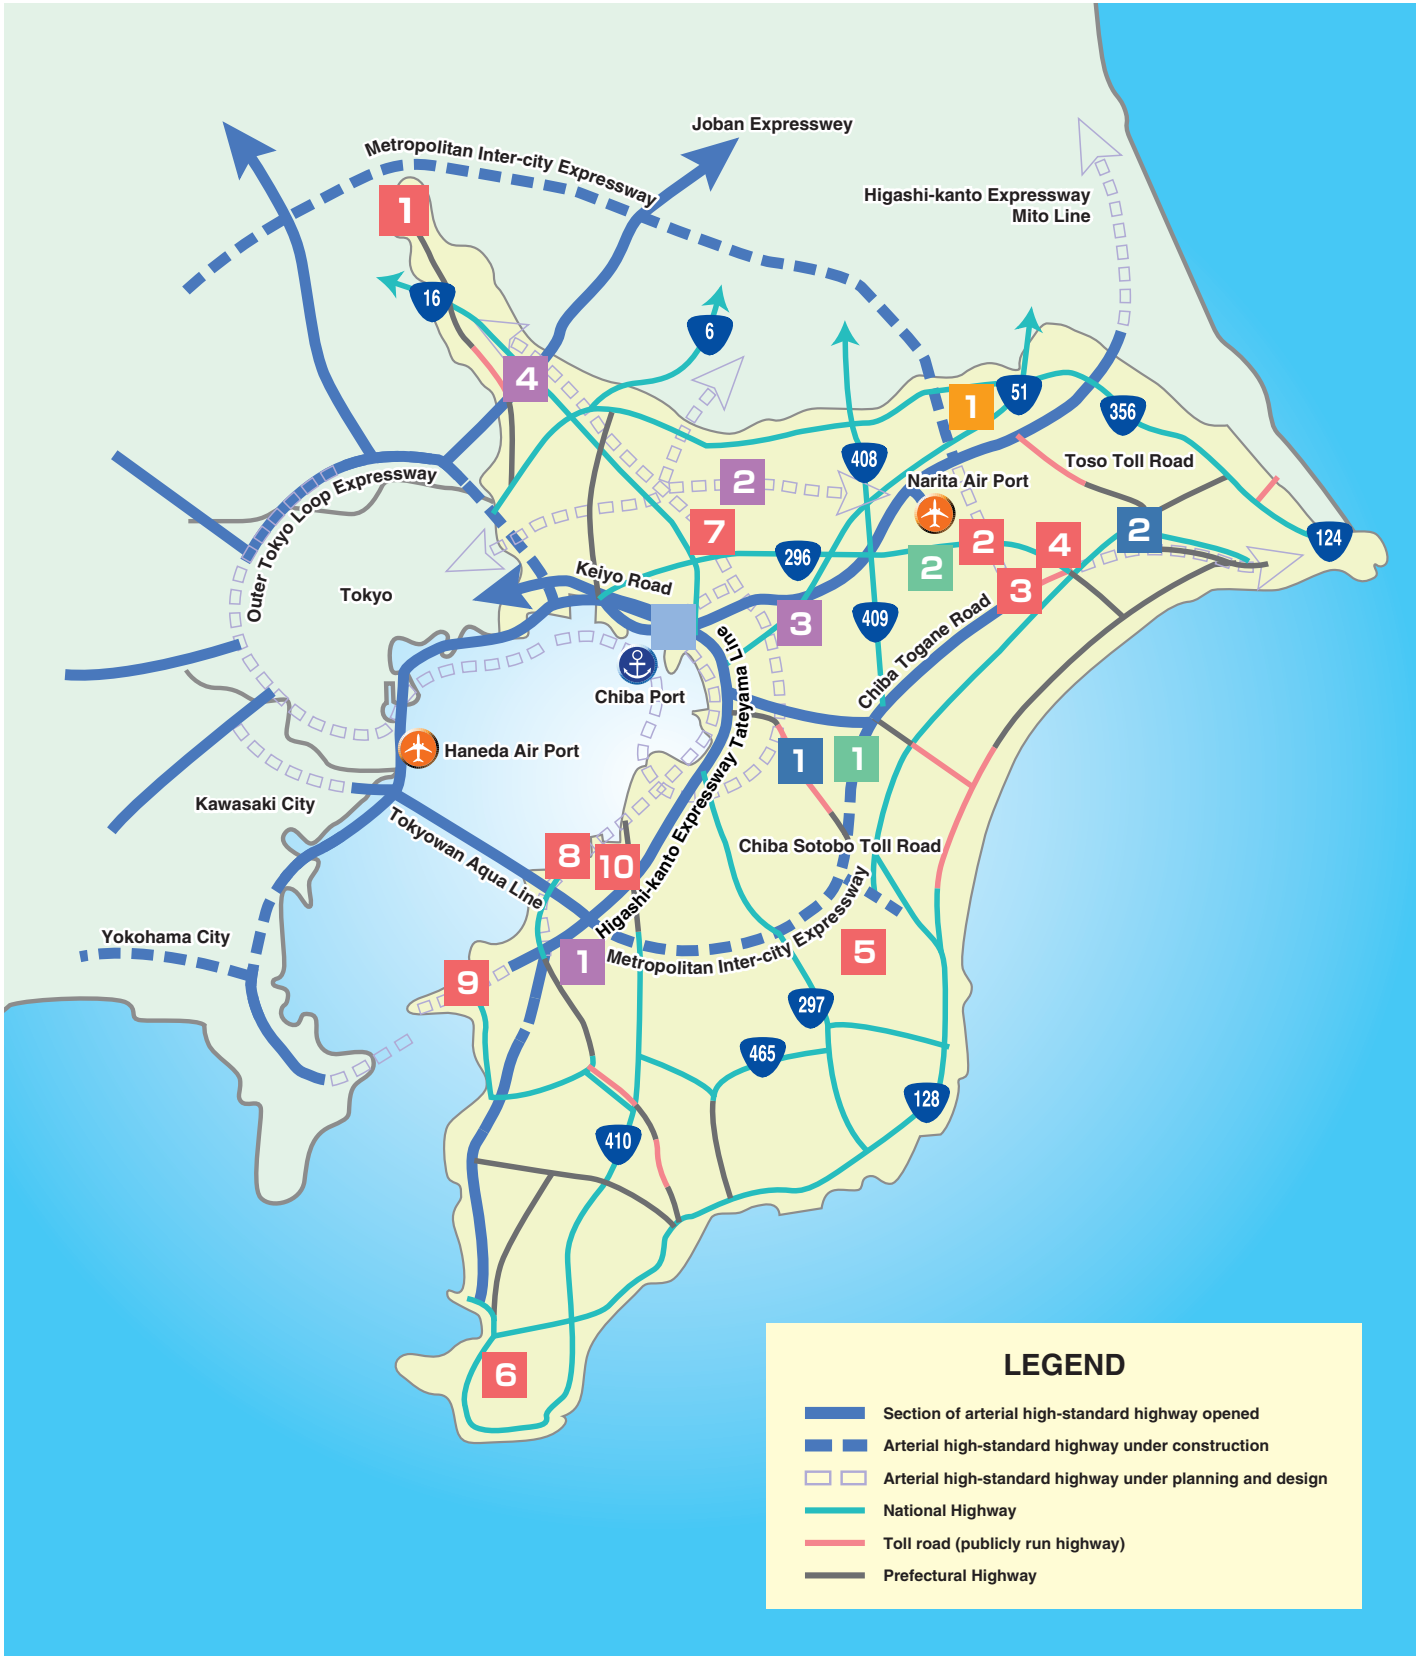 Joban Expresswey
Metropolitan Inter-city Expressway
Higashi-kanto Expressway
Mito Line
1
16
6
4
1
51
356
408
Toso Toll Road
2
Narita Air Port
Outer Tokyo Loop Expressway
7
2
4
2
124
296
2
Keiyo Road
3
Tokyo
3
409
Chiba Togane Road
Chiba Port
Higashi-kanto Expressway Tateyama Line
Haneda Air Port
1
1
Kawasaki City
Tokyowan Aqua Line
Chiba Sotobo Toll Road
8
10
Yokohama City
Metropolitan Inter-city Expressway
5
1
9
297
465
128
410
6
LEGEND
Section of arterial high-standard highway opened
Arterial high-standard highway under construction
Arterial high-standard highway under planning and design
National Highway
Toll road (publicly run highway)
Prefectural Highway